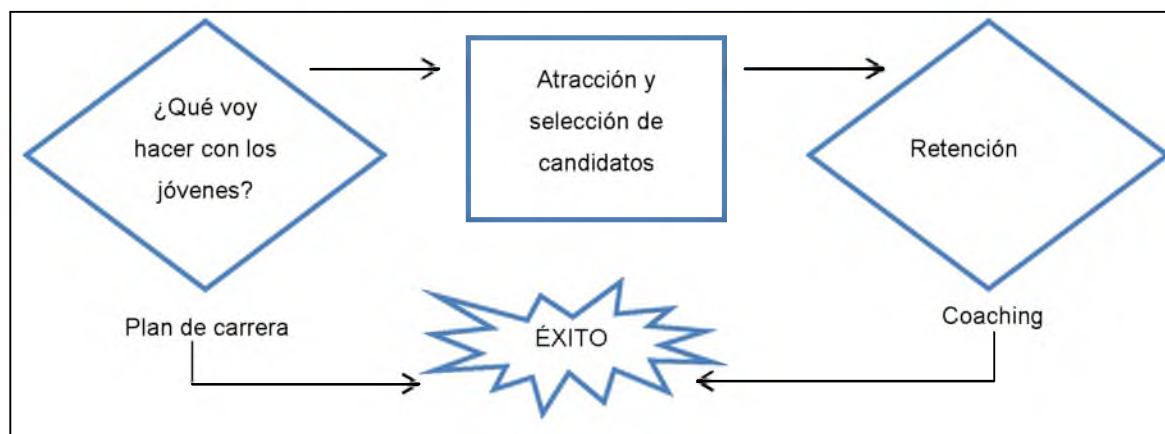 ¿Qué voy
hacer con los
jóvenes?
Atracción y
selección de
candidatos
Retención
Plan de carrera
ÉXITO
Coaching